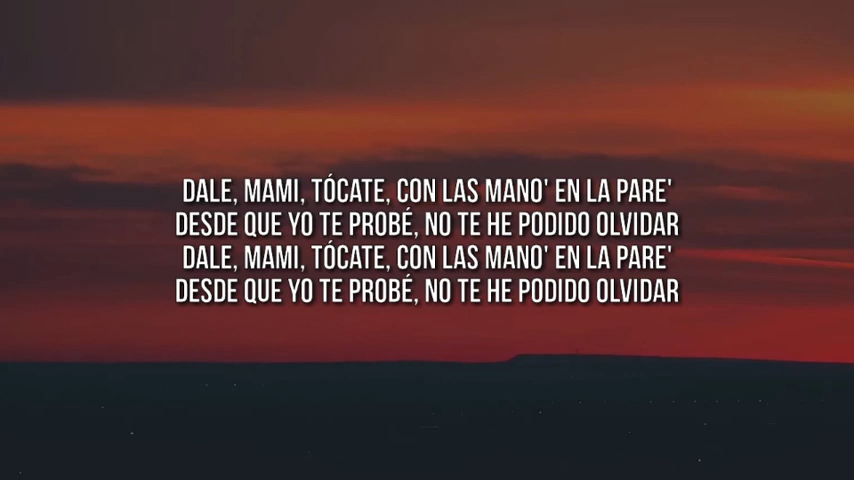 DALE, MAMI, TÓCATE, CON LAS MANO' EN LA PARE'
DESDE QUE YO TE PROBÉ, NO TE HE PODIDO OLVIDAR
DALE, MAMI, TÓCATE, CON LAS MANO' EN LA PARE'
DESDE QUE YO TE PROBÉ, NO TE HE PODIDO OLVIDAR